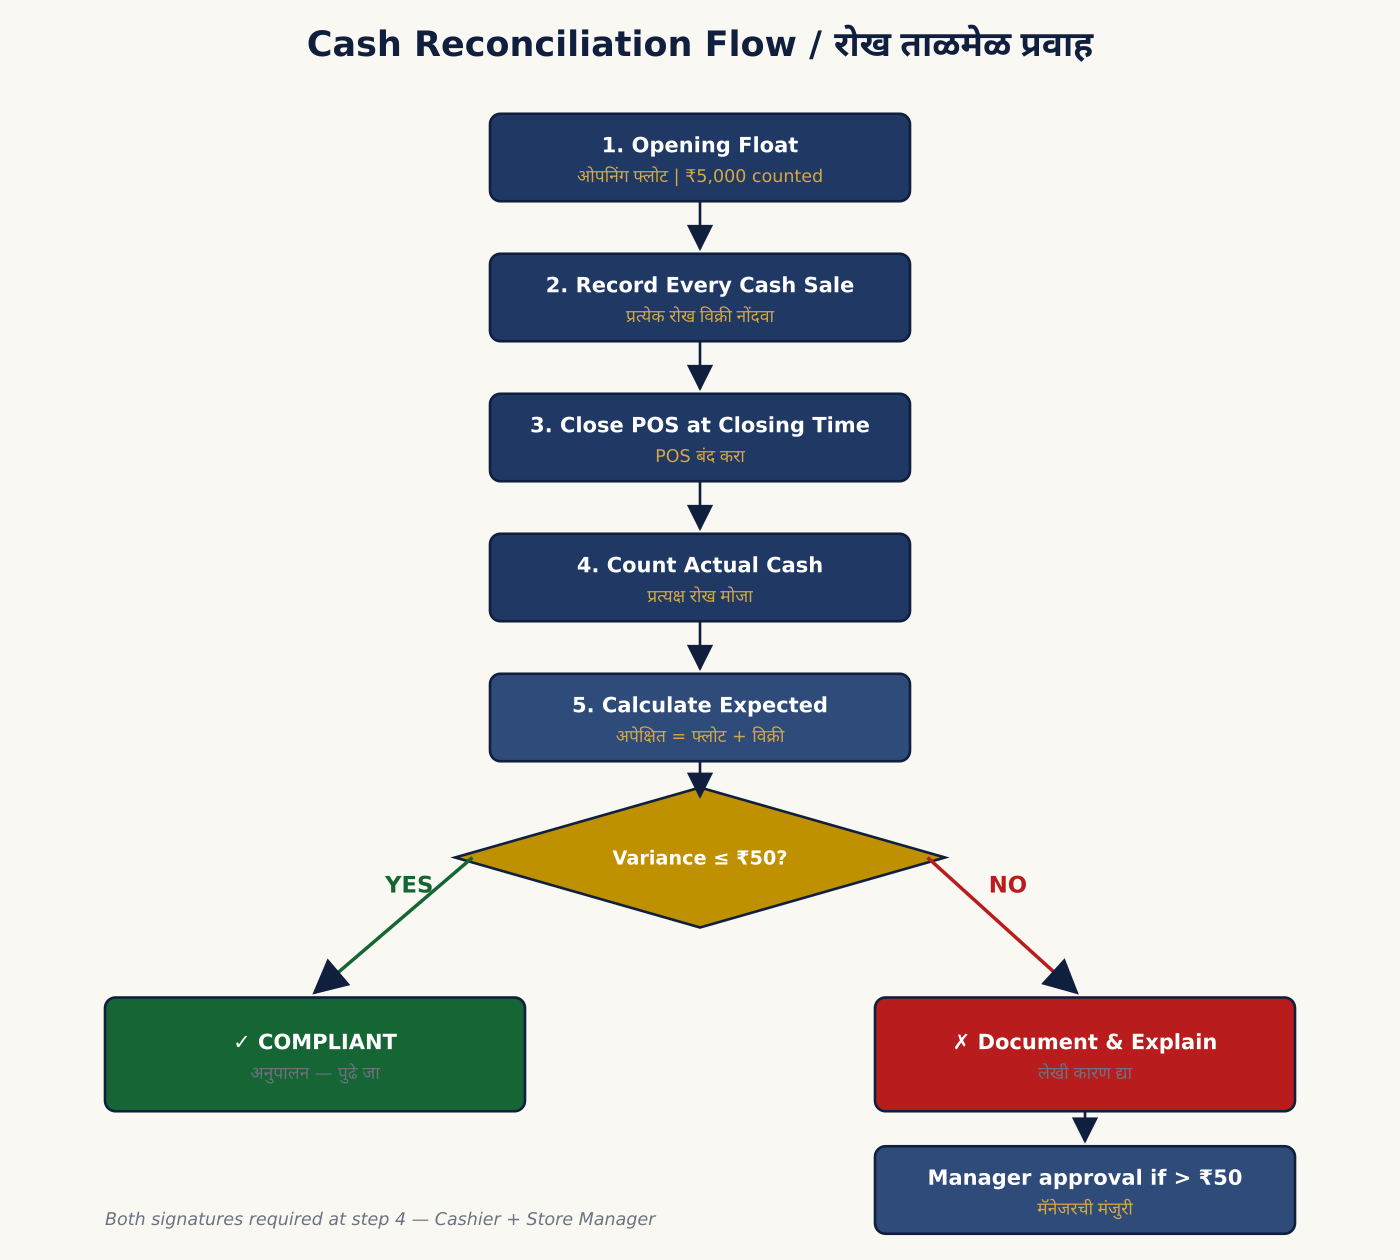 Cash Reconciliation Flow / रोख ताळमेळ प्रवाह
1. Opening Float
ओपनिंग फ्लोट | ₹5,000 counted
2. Record Every Cash Sale
प्रत्येक रोख विक्री नोंदवा
3. Close POS at Closing Time
POS बंद करा
4. Count Actual Cash
प्रत्यक्ष रोख मोजा
5. Calculate Expected
अपेक्षित = फ्लोट + विक्री
Variance ≤ ₹50?
YES
NO
✓ COMPLIANT
अनुपालन — पुढे जा
✗ Document & Explain
लेखी कारण द्या
Manager approval if > ₹50
मॅनेजरची मंजुरी
Both signatures required at step 4 — Cashier + Store Manager